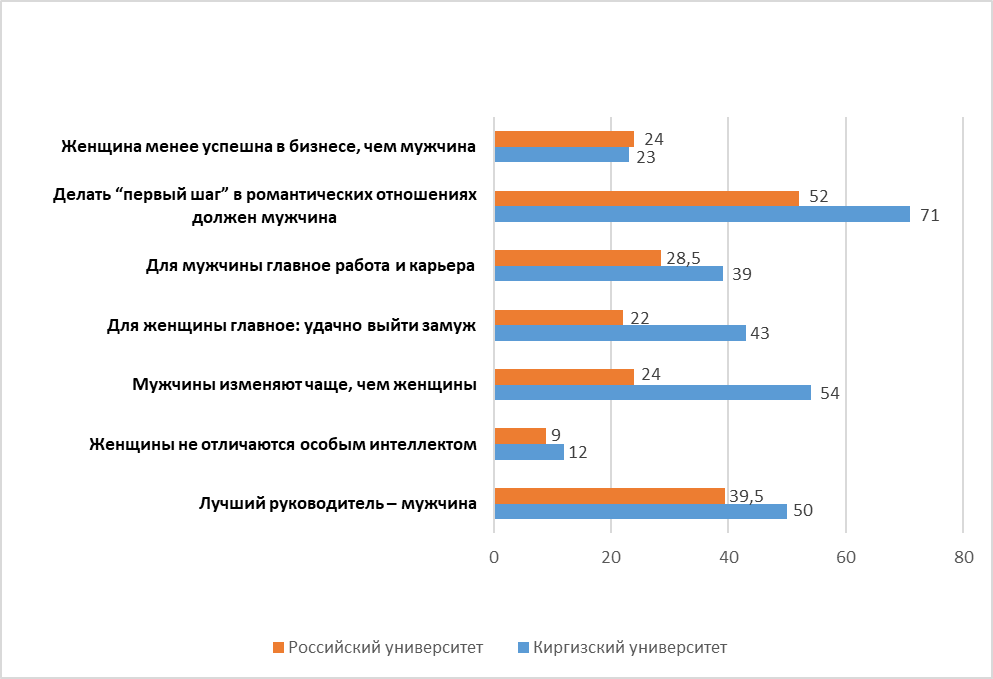 Женщина менее успешна в бизнесе, чем мужчина
24
23
Делать “первый шаг” в романтических отношениях
должен мужчина
52
71
Для мужчины главное работа и карьера
28,5
39
Для женщины главное: удачно выйти замуж
22
43
Мужчины изменяют чаще, чем женщины
24
54
Женщины не отличаются особым интеллектом
9
12
Лучший руководитель – мужчина
39,5
50
0 20 40 60 80
Российский университет Киргизский университет